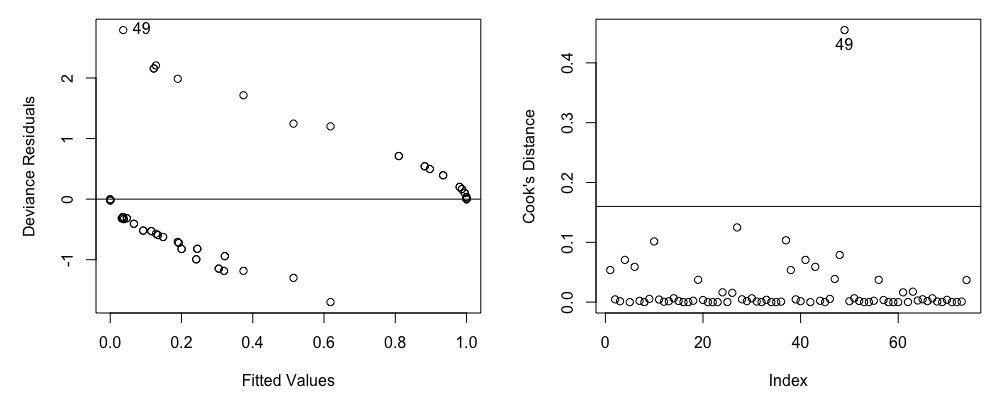 Deviance Residuals
2
1
0
-1
49
0.0 0.2 0.4 0.6 0.8 1.0
Fitted Values
Cook's Distance
0.4
0.3
0.2
0.1
0.0
49
0 20 40 60
Index